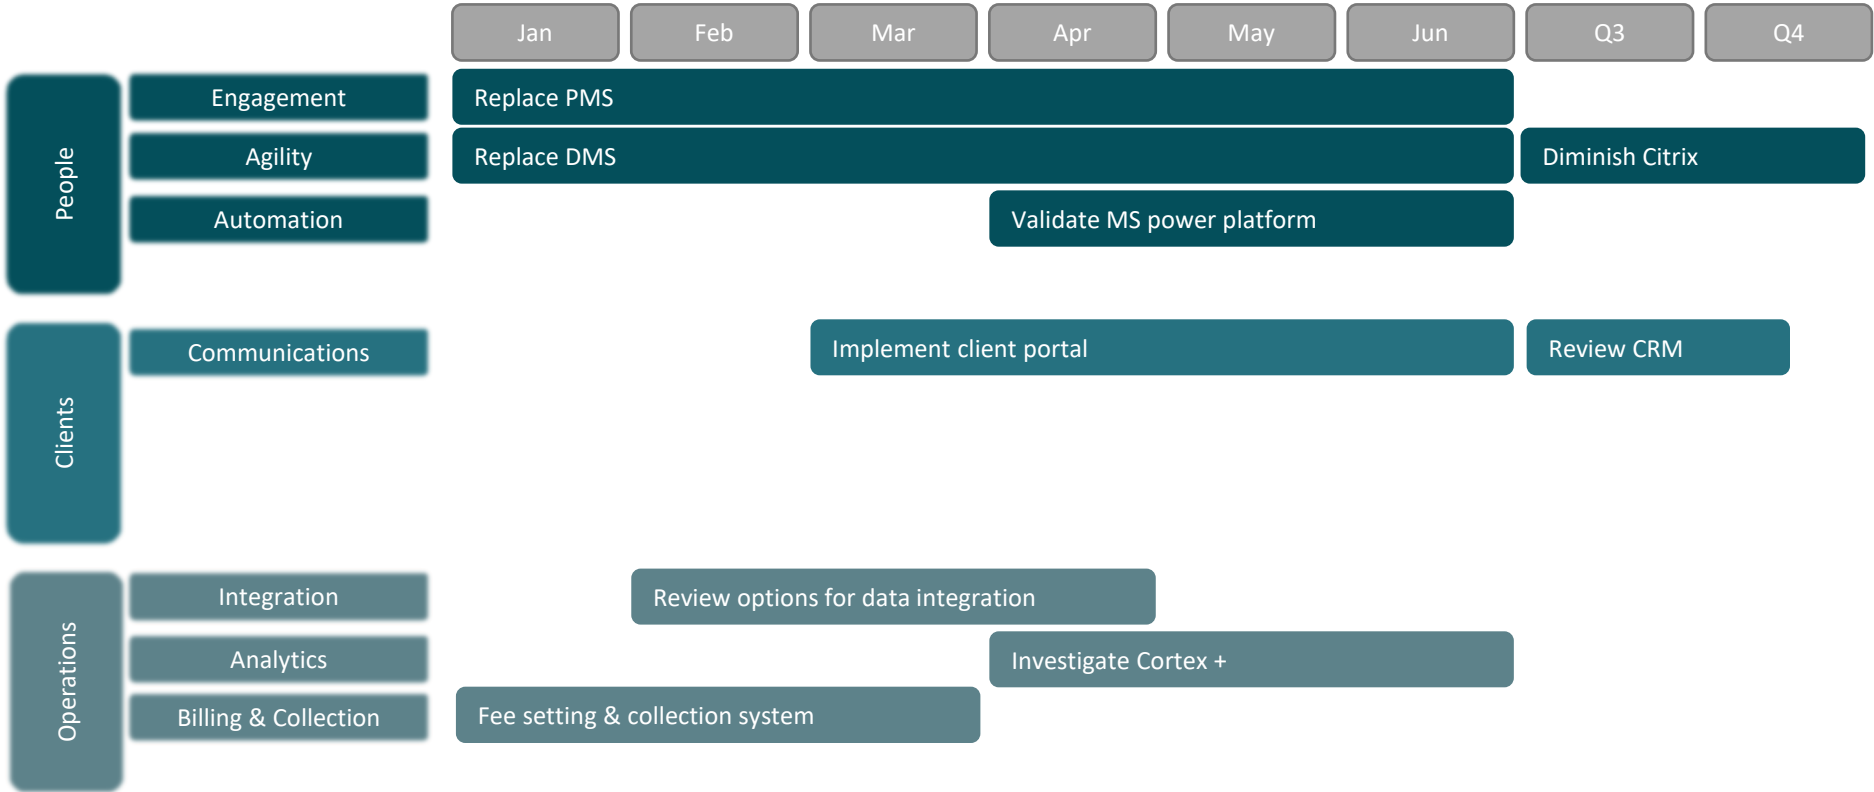 Jan
Feb
Mar
Apr
May
Jun
Q3
Q4
People
Engagement
Replace PMS
Agility
Replace DMS
Diminish Citrix
Automation
Validate MS power platform
Clients
Communications
Implement client portal
Review CRM
Operations
Integration
Review options for data integration
Analytics
Investigate Cortex +
Billing & Collection
Fee setting & collection system